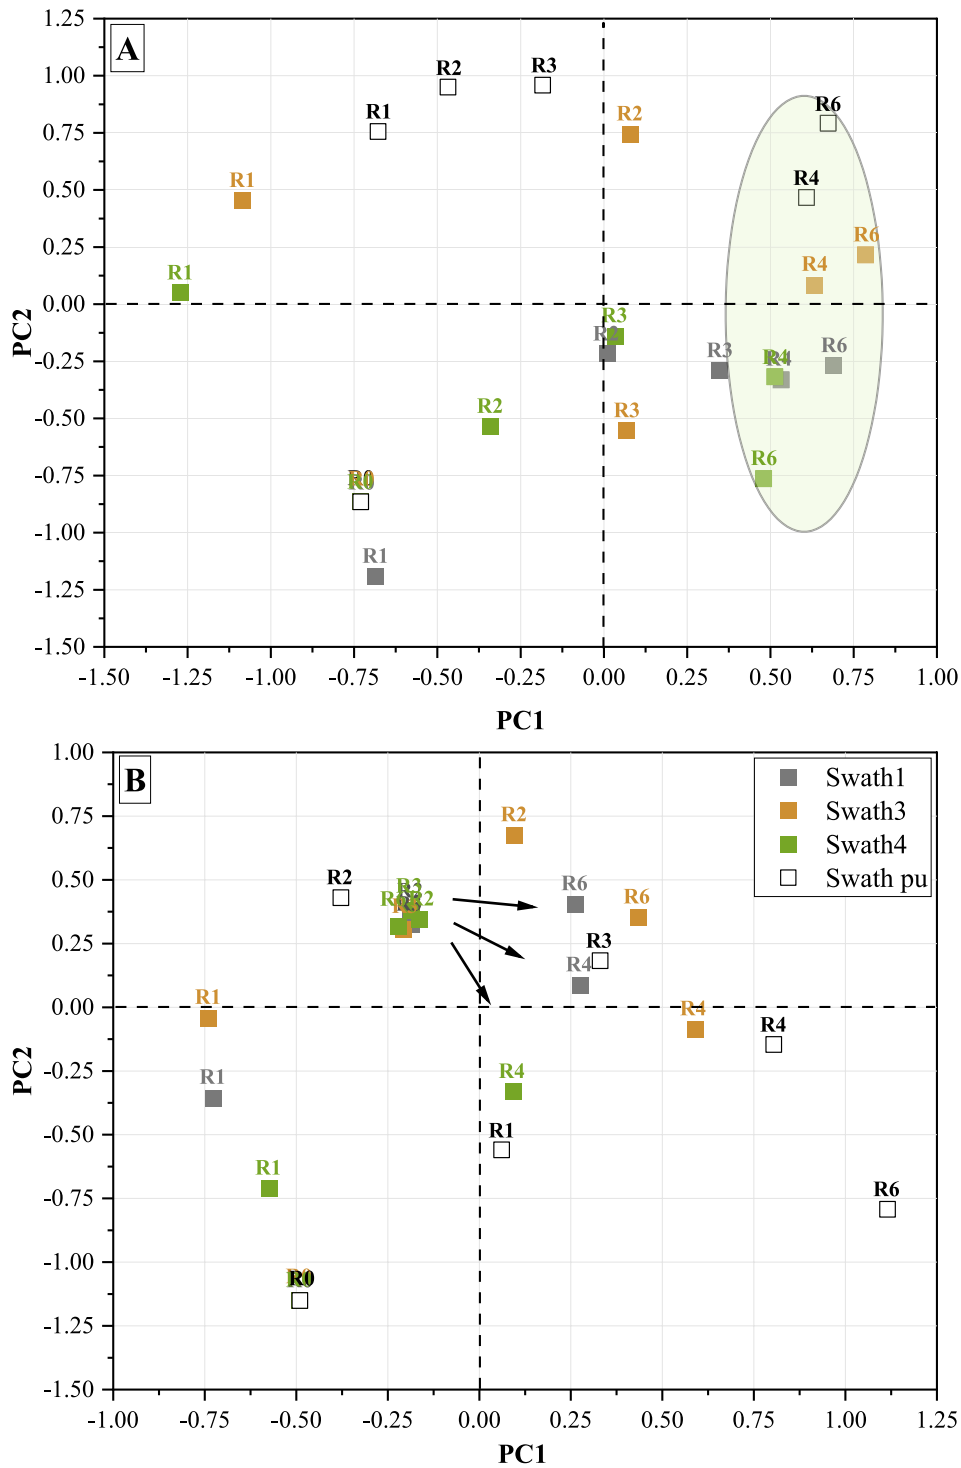 A
1.25
1.00
0.75
0.50
0.25
0.00
-0.25
-0.50
-0.75
-1.00
-1.25
-1.50
PC2
R2
R3
R1
R6
R2
R4
R1
R6
R4
R1
R3
R2
R3
R4
R4
R6
R2
R3
R6
R0
R1
-1.50
-1.25
-1.00
-0.75
-0.50
-0.25
0.00
0.25
0.50
0.75
1.00
PC1
B
1.00
0.75
0.50
0.25
0.00
-0.25
-0.50
-0.75
-1.00
-1.25
-1.50
PC2
Swath1
Swath3
Swath4
Swath pu
R2
R2
R3
R2
R2
R6
R6
R3
R4
R1
R4
R4
R1
R4
R1
R1
R6
R0
-1.00
-0.75
-0.50
-0.25
0.00
0.25
0.50
0.75
1.00
1.25
PC1